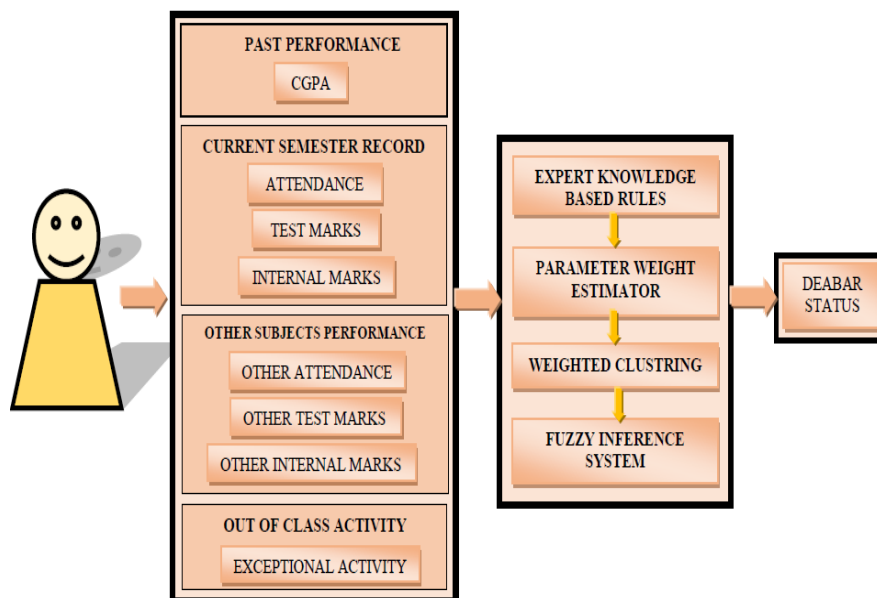 PAST PERFORMANCE
CGPA
CURRENT SEMESTER RECORD
ATTENDANCE
TEST MARKS
INTERNAL MARKS
OTHER SUBJECTS PERFORMANCE
OTHER ATTENDANCE
OTHER TEST MARKS
OTHER INTERNAL MARKS
OUT OF CLASS ACTIVITY
EXCEPTIONAL ACTIVITY
EXPERT KNOWLEDGE
BASED RULES
PARAMETER WEIGHT
ESTIMATOR
WEIGHTED CLUSTRING
FUZZY INFERENCE
SYSTEM
DEABAR
STATUS